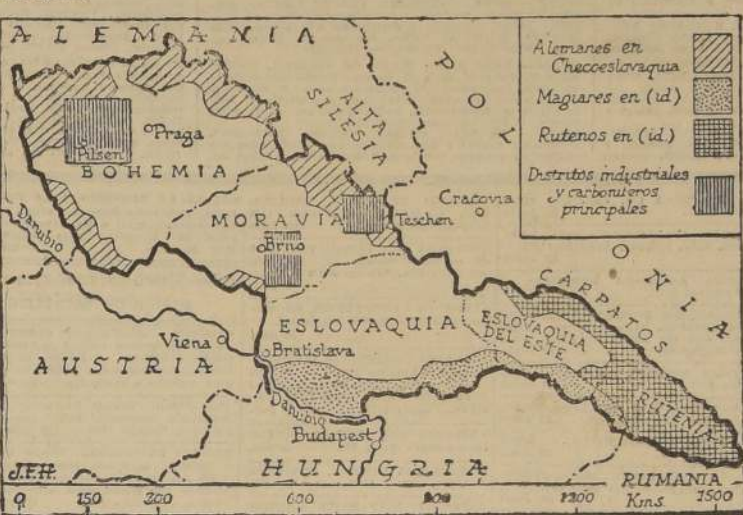 ALEMANIA
POLONIA
ALTA
SILESIA
Praga
Pilsen
BOHEMIA
MORAVIA
Cracovia
Teschen
Brno
Danubio
CARPATOS
ESLOVAQUIA
ESLOVAQUIA
DEL ESTE
Viena
Bratislava
AUSTRIA
Danubio
Budapest
RUTENIA
J.F.H.
HUNGRIA
RUMANIA
0. 150 300 600 900 1200 Kms. 1500
Alemanes en
Checoeslovaquia
Magiares en (id)
Rutenos en (id.)
Distritos industriales
y carboniferos
principales